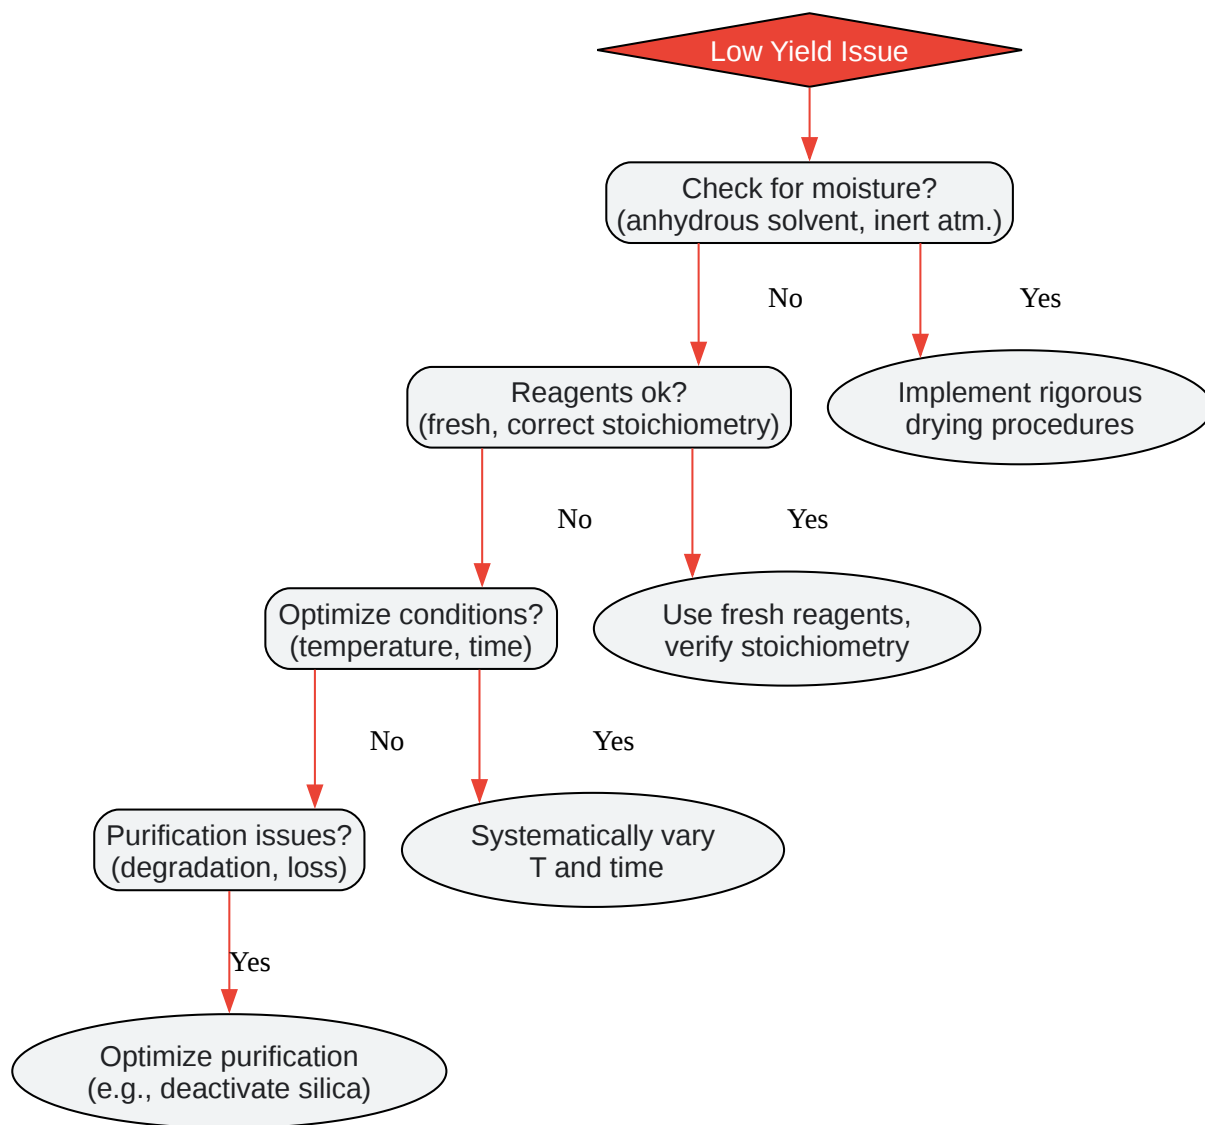 Low Yield Issue
Check for moisture?
(anhydrous solvent, inert atm.)
No
Yes
Reagents ok?
(fresh, correct stoichiometry)
Implement rigorous
drying procedures
No
Yes
Optimize conditions?
(temperature, time)
Use fresh reagents,
verify stoichiometry
No
Yes
Purification issues?
(degradation, loss)
Systematically vary
T and time
Yes
Optimize purification
(e.g., deactivate silica)